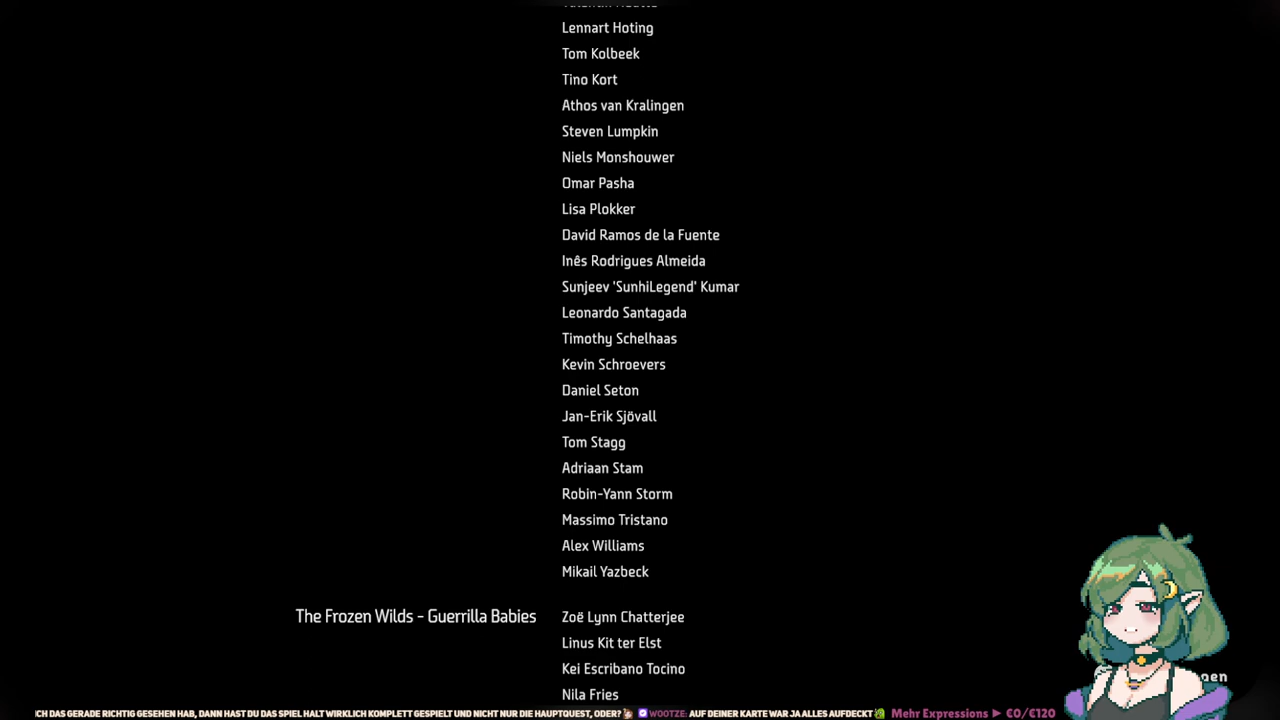 Lennart Hoting
Tom Kolbeek
Tino Kort
Athos van Kralingen
Steven Lumpkin
Niels Monshouwer
Omar Pasha
Lisa Plokker
David Ramos de la Fuente
Inês Rodrigues Almeida
Sunjeev 'SunhiLegend' Kumar
Leonardo Santagada
Timothy Schelhaas
Kevin Schroevers
Daniel Seton
Jan-Erik Sjövall
Tom Stagg
Adriaan Stam
Robin-Yann Storm
Massimo Tristano
Alex Williams
Mikail Yazbeck
The Frozen Wilds - Guerrilla Babies
Zoë Lynn Chatterjee
Linus Kit ter Elst
Kei Escribano Tocino
Nila Fries
ICH DAS GERADE RICHTIG GESEHEN HAB, DANN HAST DU DAS SPIEL HALT WIRKLICH KOMPLETT GESPIELT UND NICHT NUR DIE HAUPTQUEST, ODER? WOOTZE: AUF DEINER KARTE WAR JA ALLES AUFDECKT Mehr Expressions ► €0/€120